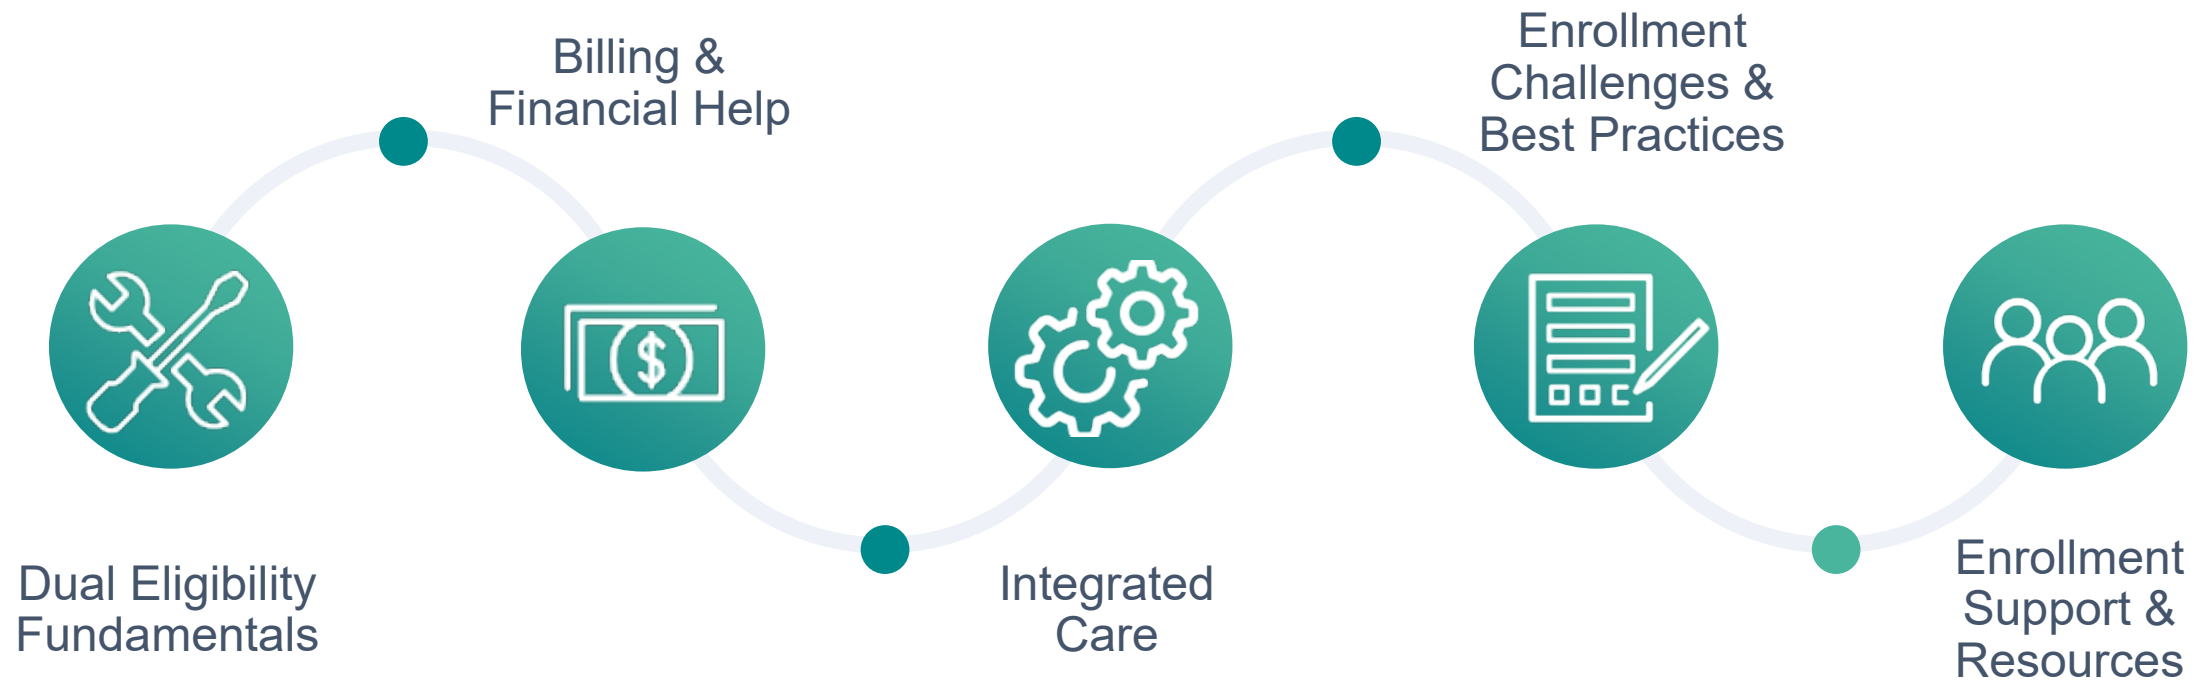 Dual Eligibility
Fundamentals
Billing &
Financial Help
Integrated
Care
Enrollment
Challenges &
Best Practices
Enrollment
Support &
Resources